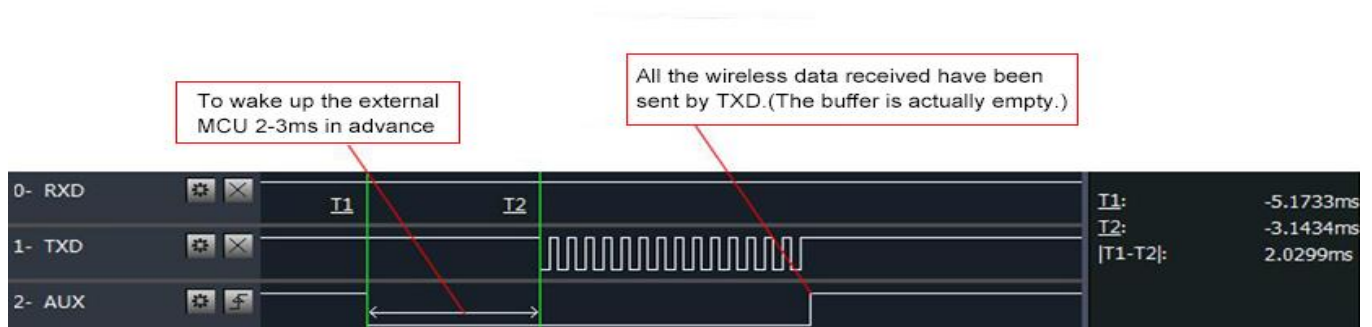 To wake up the external
MCU 2-3ms in advance
All the wireless data received have been
sent by TXD.(The buffer is actually empty.)
0- RXD
T1
T2
1- TXD
2- AUX
T1: -5.1733ms
T2: -3.1434ms
|T1-T2|: 2.0299ms